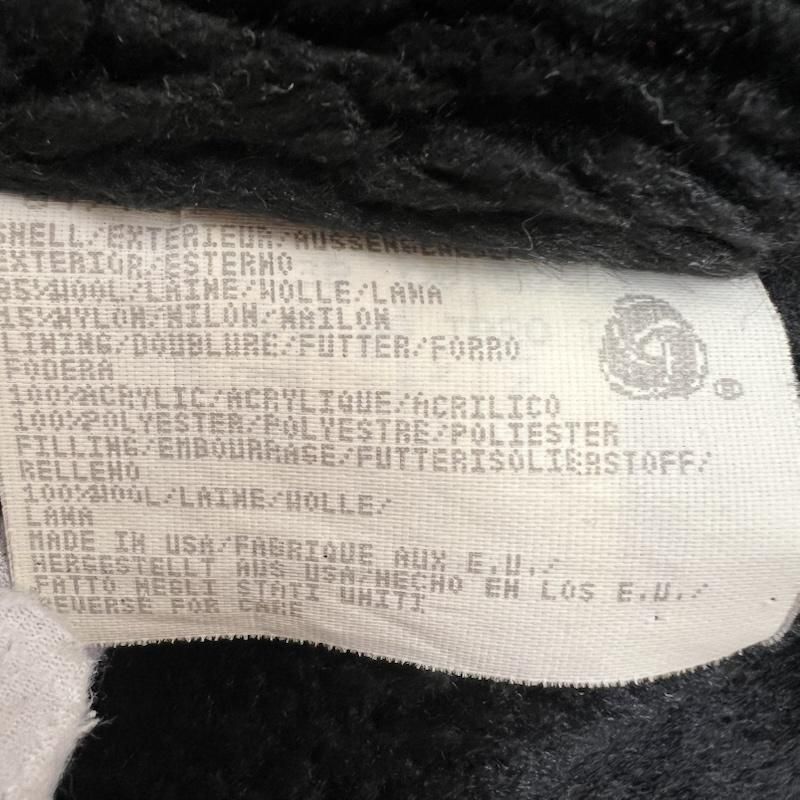 SHELL/EXTERIEUR/AUSSENGEWEBE/
EXTERIOR/ESTERNO
85%WOOL/LAINE/WOLLE/LANA
15%NYLON/NILON/NAILON
LINING/DOUBLURE/FUTTER/FORRO
FODERA
100%ACRYLIC/ACRYLIQUE/ACRILICO
100%POLYESTER/POLYESTRE/POLIESTER
FILLING/EMBOURRAGE/FUTTERISOLIERSTOFF/
RELLENO
100%WOOL/LAINE/WOLLE/
LANA
MADE IN USA/FABRIQUE AUX E.U./
HERGESTELLT AUS USA/HECHO EN LOS E.U./
FATTO NEGLI STATI UNITI
REVERSE FOR CARE
®